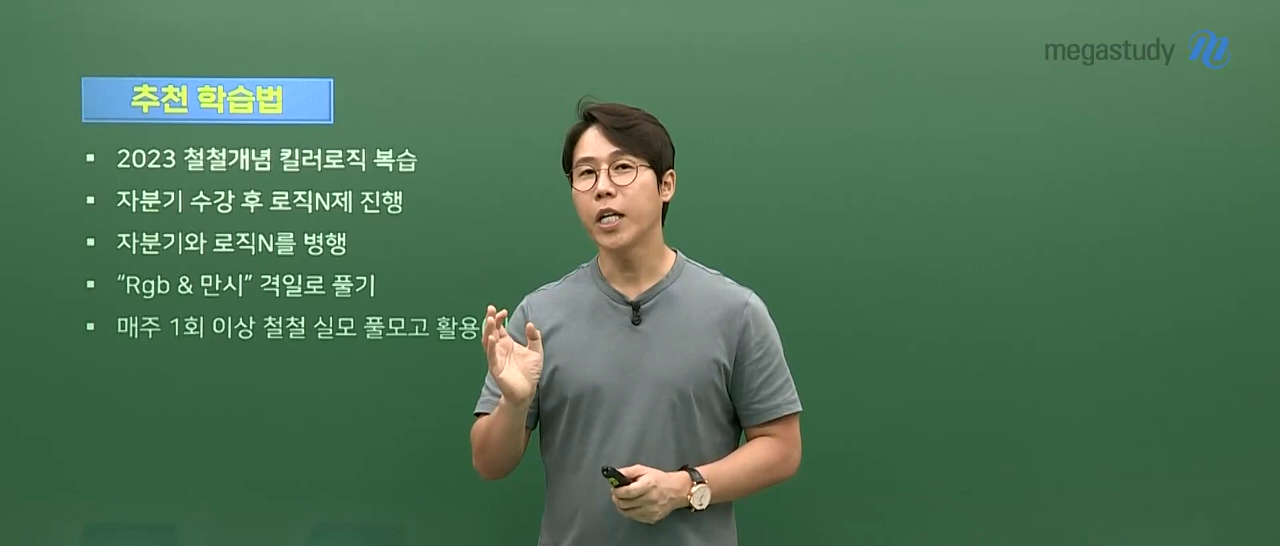 megastudy
추천 학습법
▪ 2023 철철개념 킬러로직 복습
▪ 자분기 수강 후 로직N제 진행
▪ 자분기와 로직N를 병행
▪ “Rgb & 만시” 격일로 풀기
▪ 매주 1회 이상 철철 실모 풀모고 활용